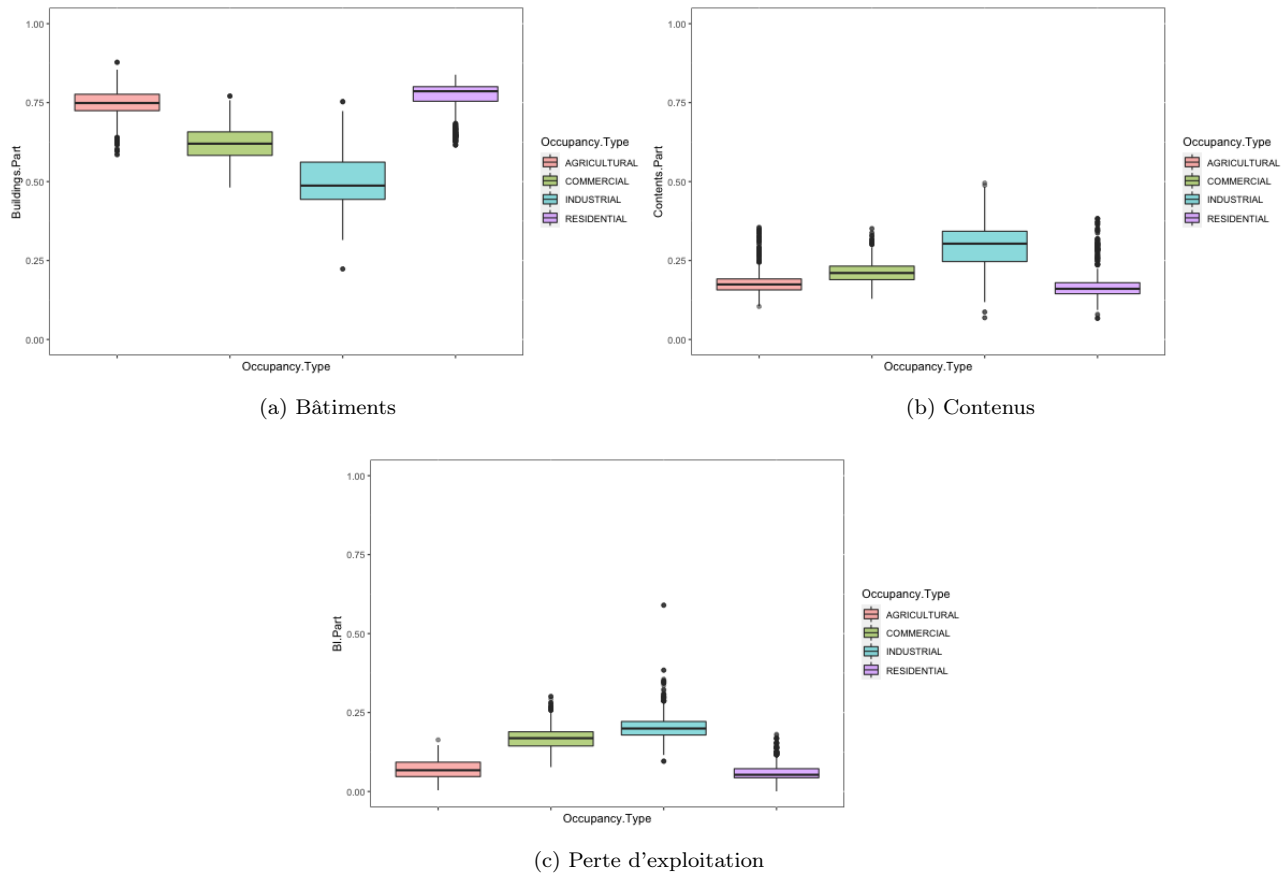 1.00
0.75
0.50
0.25
0.00
Buildings.Part
Occupancy.Type
Occupancy.Type
AGRICULTURAL
COMMERCIAL
INDUSTRIAL
RESIDENTIAL
(a) Bâtiments
1.00
0.75
0.50
0.25
0.00
Contents.Part
Occupancy.Type
Occupancy.Type
AGRICULTURAL
COMMERCIAL
INDUSTRIAL
RESIDENTIAL
(b) Contenus
1.00
0.75
0.50
0.25
0.00
BI.Part
Occupancy.Type
Occupancy.Type
AGRICULTURAL
COMMERCIAL
INDUSTRIAL
RESIDENTIAL
(c) Perte d'exploitation